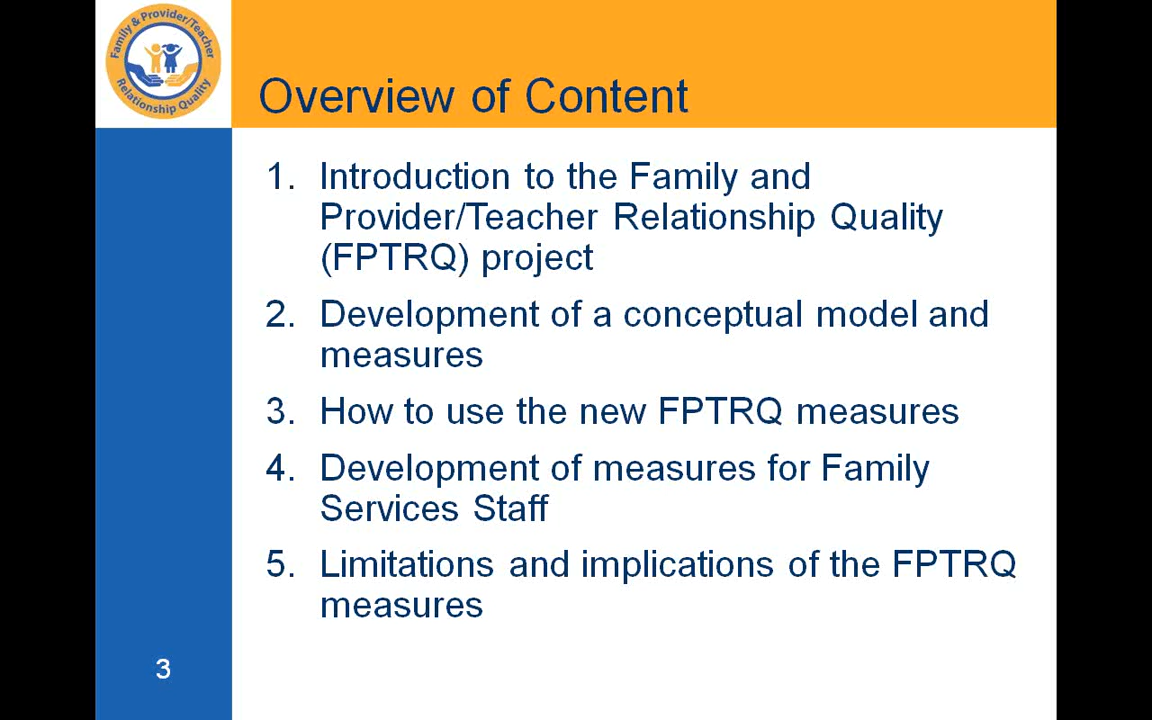 Family & Provider/Teacher
Relationship Quality
Overview of Content
1. Introduction to the Family and
Provider/Teacher Relationship Quality
(FPTRQ) project
2. Development of a conceptual model and
measures
3. How to use the new FPTRQ measures
4. Development of measures for Family
Services Staff
5. Limitations and implications of the FPTRQ
measures
3